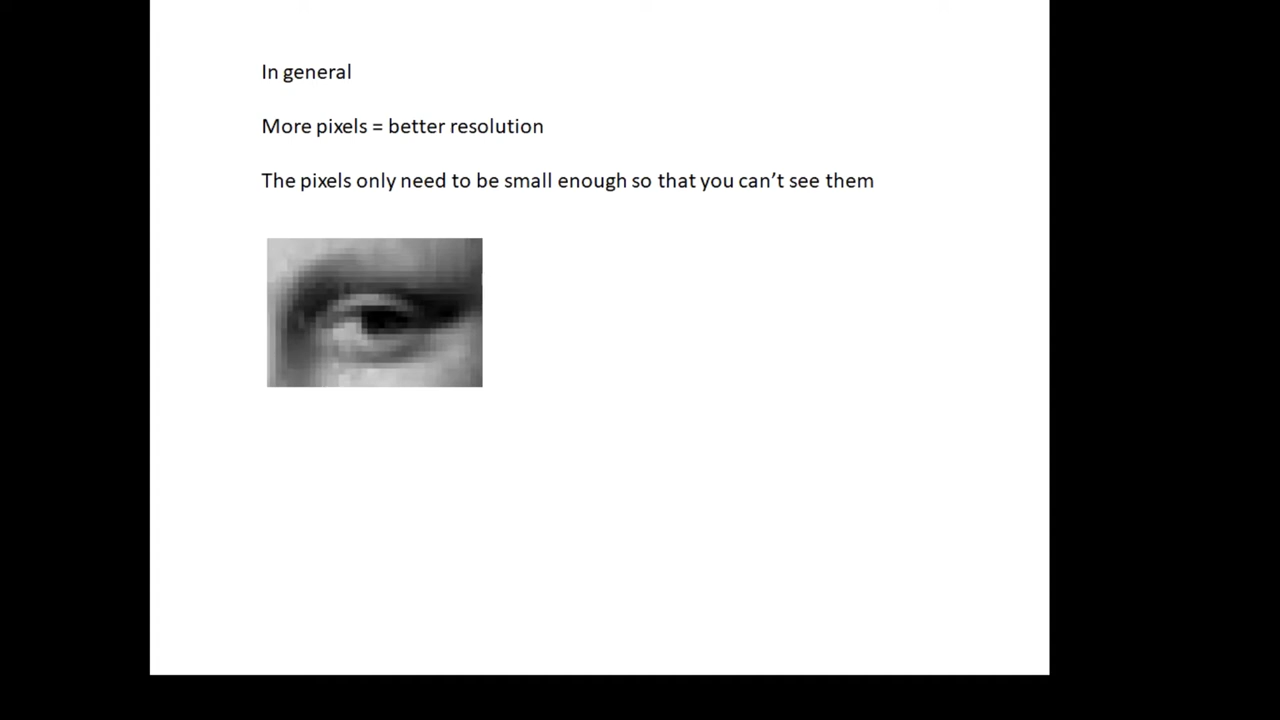 In general
More pixels = better resolution
The pixels only need to be small enough so that you can’t see them